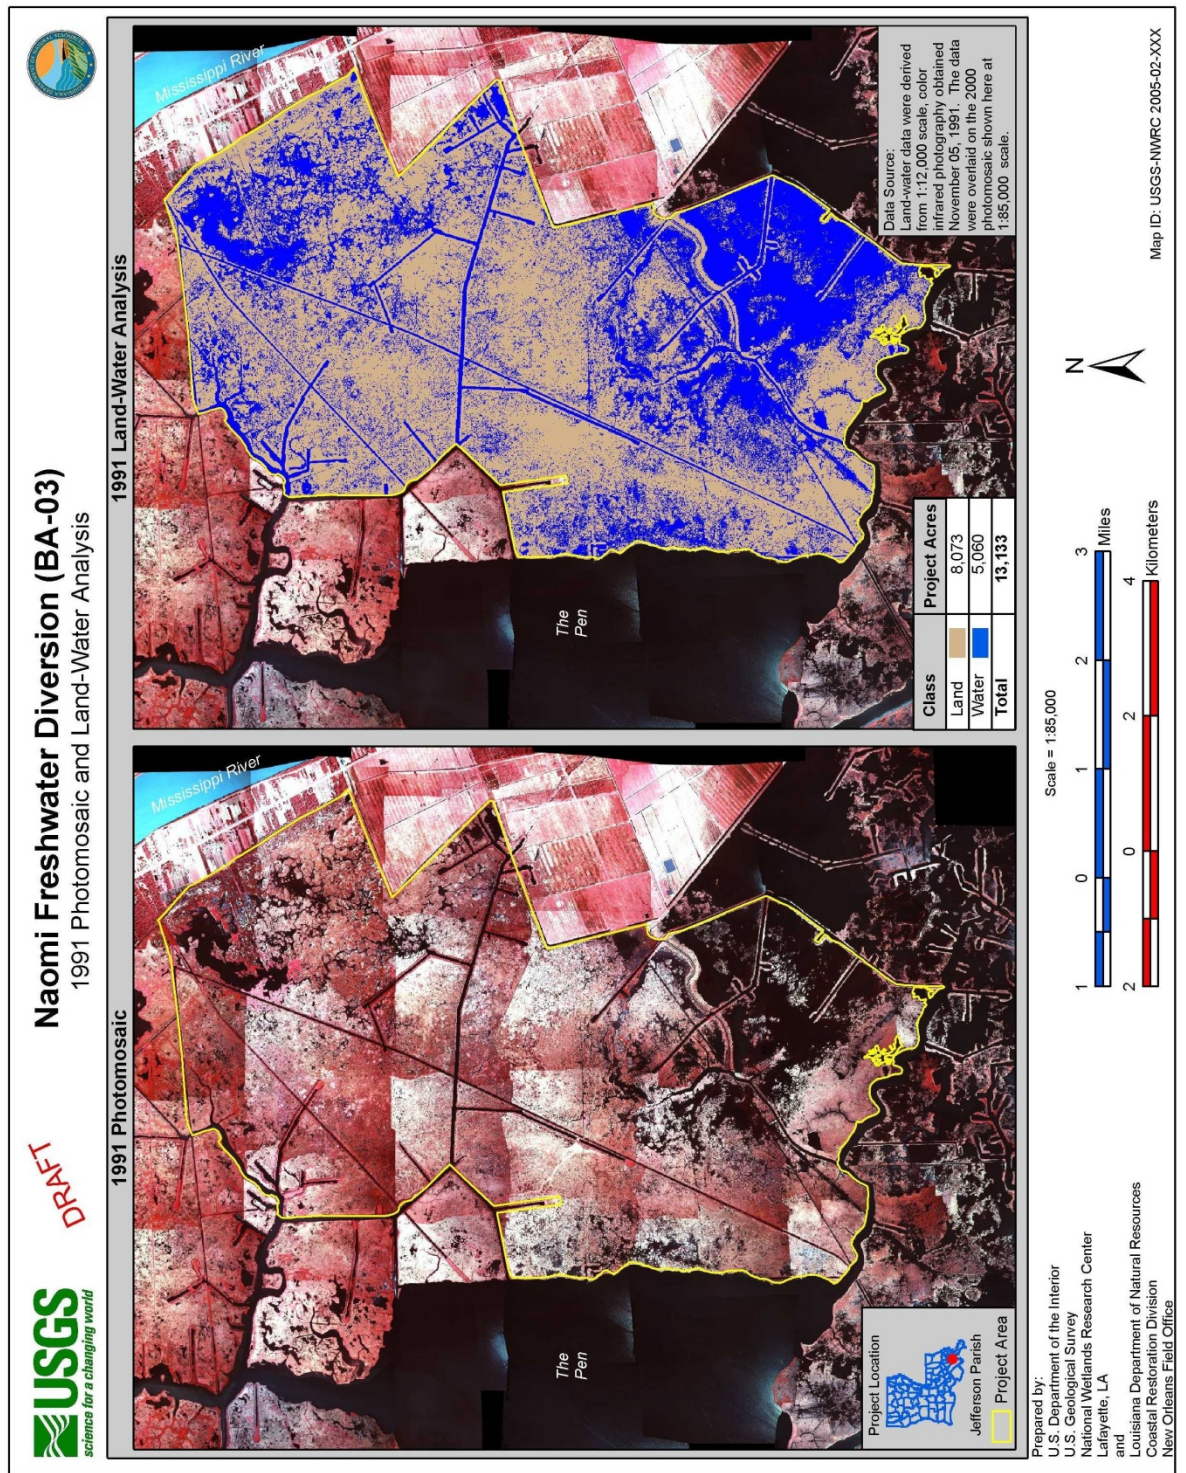 USGS
science for a changing world
DRAFT
Naomi Freshwater Diversion (BA-03)
1991 Photomosaic and Land-Water Analysis
1991 Photomosaic
Mississippi River
The
Pen
Project Location
Jefferson Parish
Project Area
1991 Land-Water Analysis
Mississippi River
The
Pen
Class Project Acres
Land 8,073
Water 5,060
Total 13,133
Data Source:
Land-water data were derived
from 1:12,000 scale, color
infrared photography obtained
November 05, 1991. The data
were overlaid on the 2000
photomosaic shown here at
1:85,000 scale.
Prepared by:
U.S. Department of the Interior
U.S. Geological Survey
National Wetlands Research Center
Lafayette, LA
and
Louisiana Department of Natural Resources
Coastal Restoration Division
New Orleans Field Office
Scale = 1:85,000
1 0 1 2 3
Miles
2 0 2 4
Kilometers
N
Map ID: USGS-NWRC 2005-02-XXX